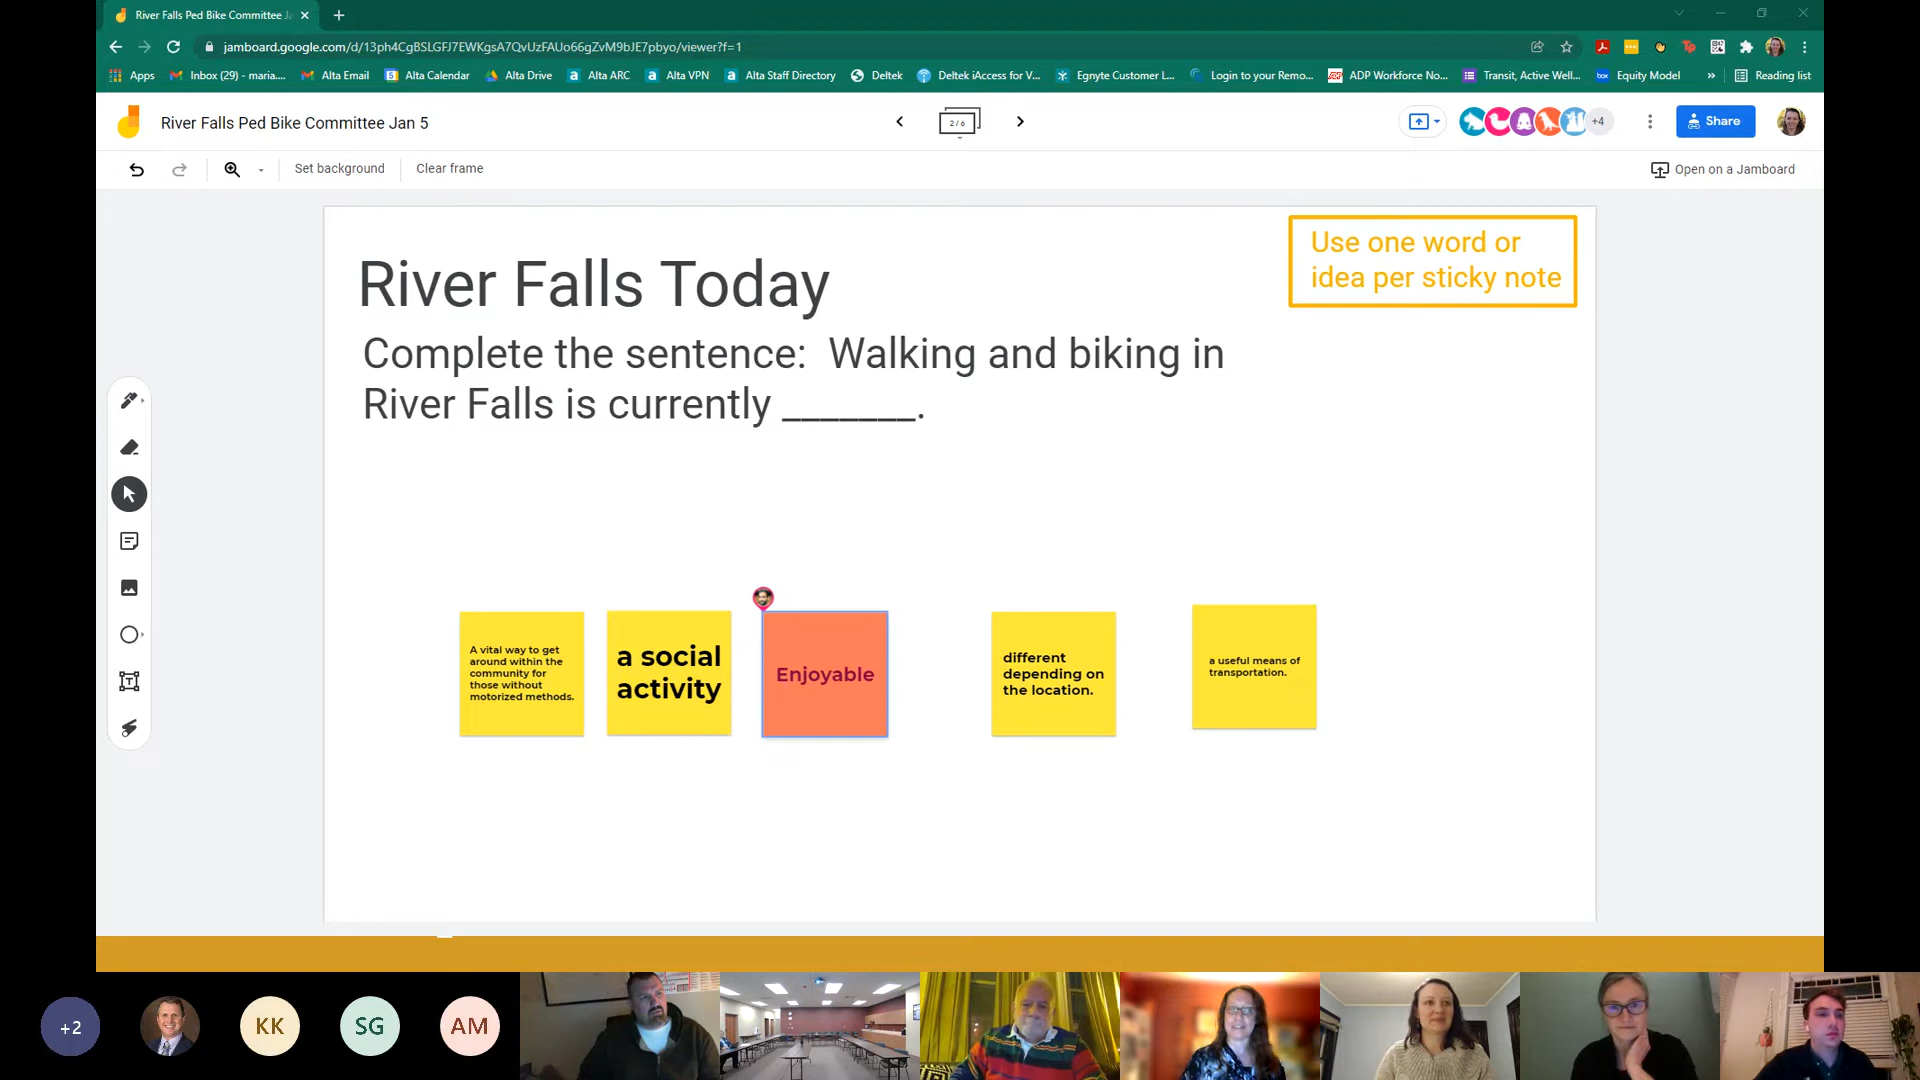 River Falls Ped Bike Committee Ja
jamboard.google.com/d/13ph4CgBSLGFJ7EWKgsA7QvUzFAUo66gZvM9bJE7pbyo/viewer?f=1
Apps Inbox (29) - maria.... Alta Email Alta Calendar Alta Drive Alta ARC Alta VPN Alta Staff Directory Deltek Deltek iAccess for V... Egnyte Customer L... Login to your Remo... ADP Workforce No... Transit, Active Well... Equity Model » Reading list
River Falls Ped Bike Committee Jan 5
2 / 6
+4
Share
Set background
Clear frame
Open on a Jamboard
Use one word or
idea per sticky note
River Falls Today
Complete the sentence: Walking and biking in
River Falls is currently _______.
A vital way to get
around within the
community for
those without
motorized methods.
a social
activity
Enjoyable
different
depending on
the location.
a useful means of
transportation.
+2
KK
SG
AM